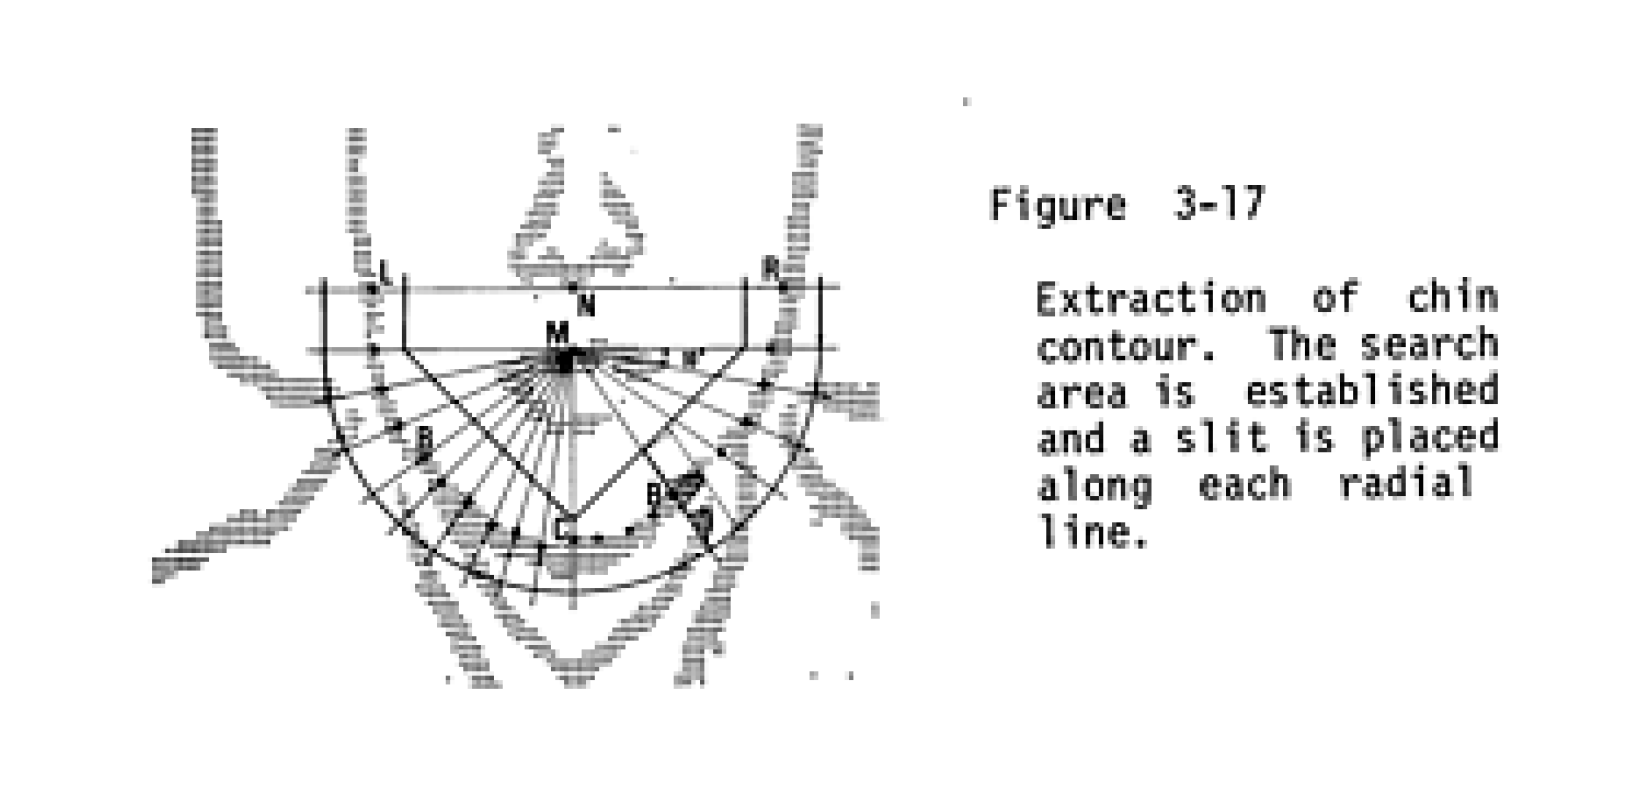 L
R
N
M
M'
B
B
C
Figure 3-17
Extraction of chin
contour. The search
area is established
and a slit is placed
along each radial
line.